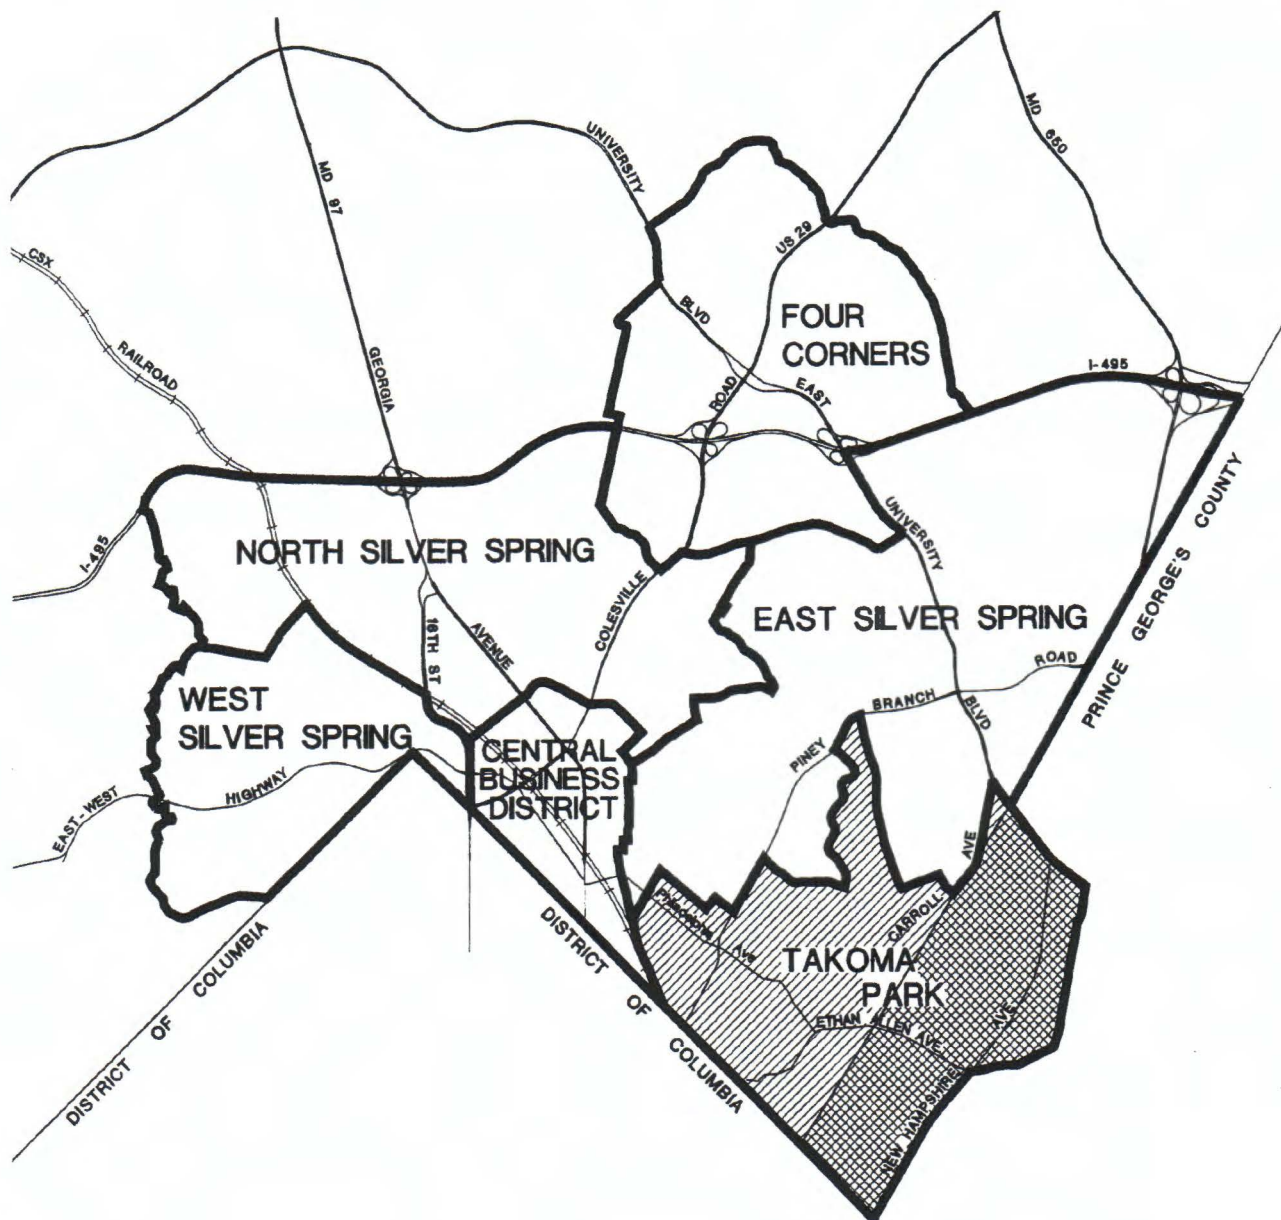 UNIVERSITY
MD 650
MD 97
US 29
CSX
BLVD
FOUR
CORNERS
RAILROAD
GEORGIA
ROAD
EAST
I-495
PRINCE GEORGE'S COUNTY
UNIVERSITY
I-495
NORTH SILVER SPRING
COLESVILLE
EAST SILVER SPRING
16TH ST
AVENUE
ROAD
BRANCH
BLVD
WEST
SILVER SPRING
CENTRAL
BUSINESS
DISTRICT
PINEY
EAST-WEST
HIGHWAY
AVE
CARROLL
Philadelphia Ave
DISTRICT OF COLUMBIA
DISTRICT OF COLUMBIA
TAKOMA
PARK
ETHAN ALLEN AVE
NEW HAMPSHIRE
AVE